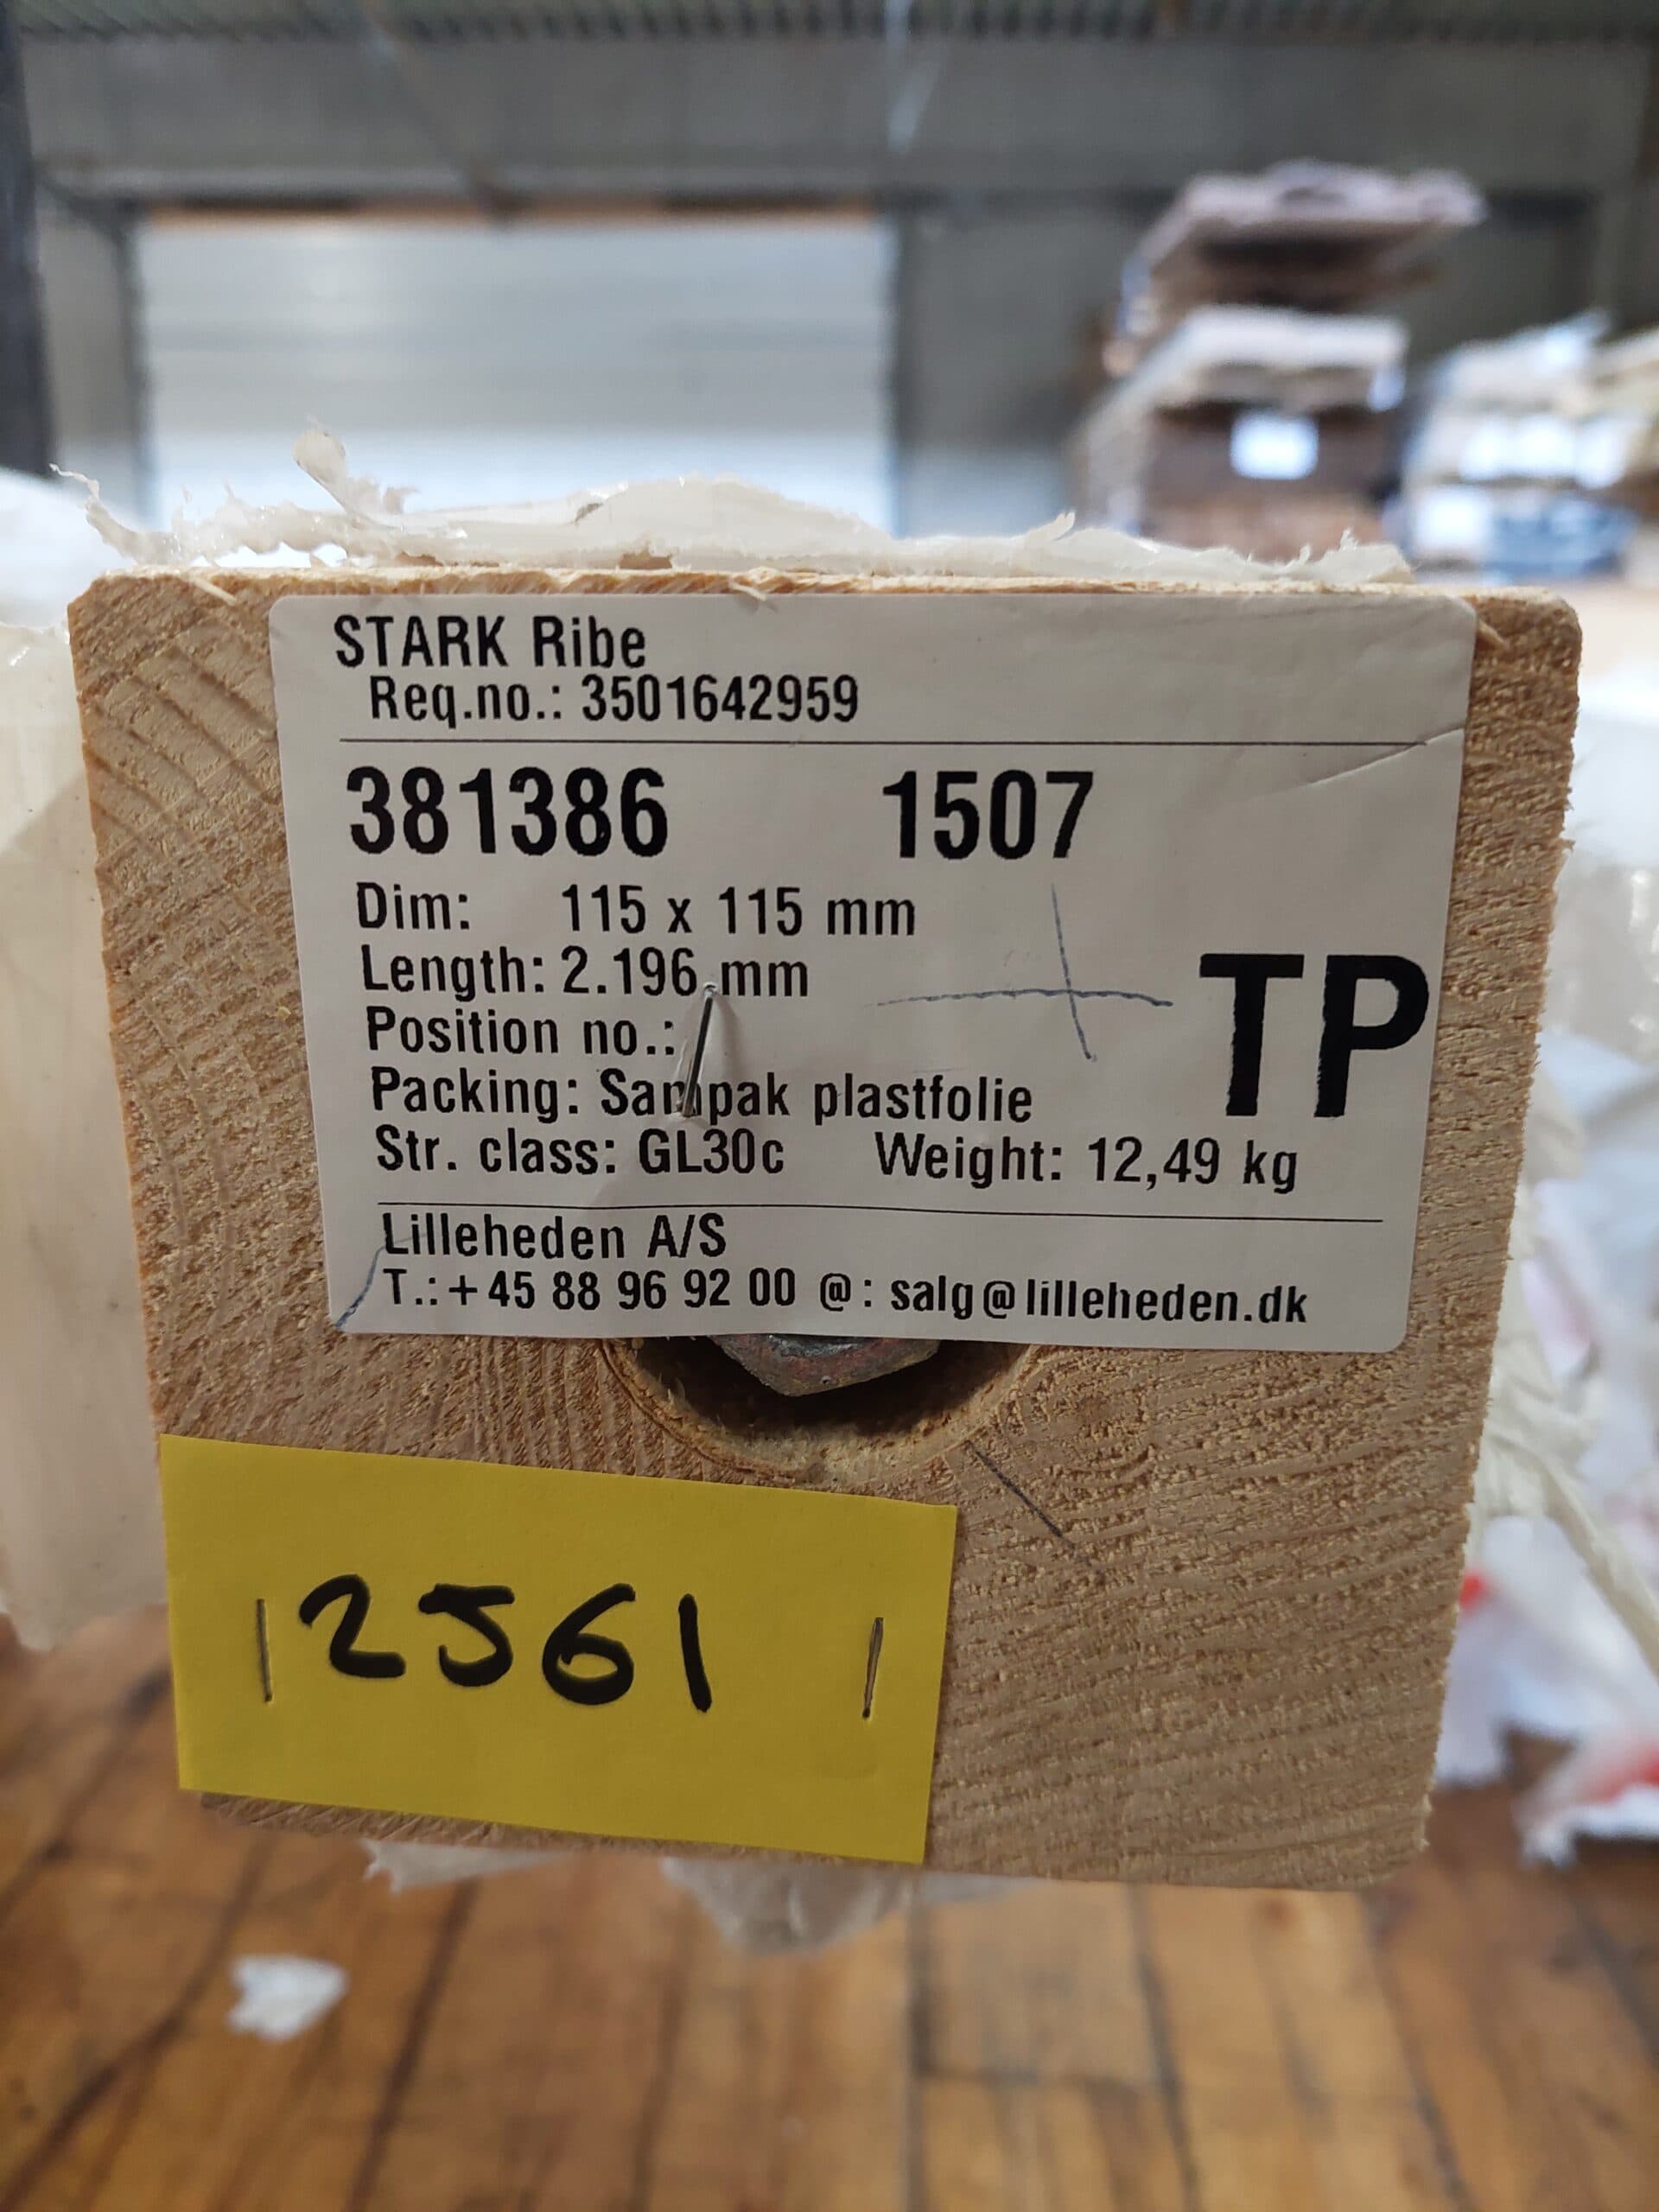 STARK Ribe
Req.no.: 3501642959
381386 1507
Dim: 115 x 115 mm
Length: 2.196 mm
Position no.:
TP
Packing: Sampak plastfolie
Str. class: GL30c Weight: 12,49 kg
Lilleheden A/S
T.: +45 88 96 92 00 @: salg@lilleheden.dk
2561